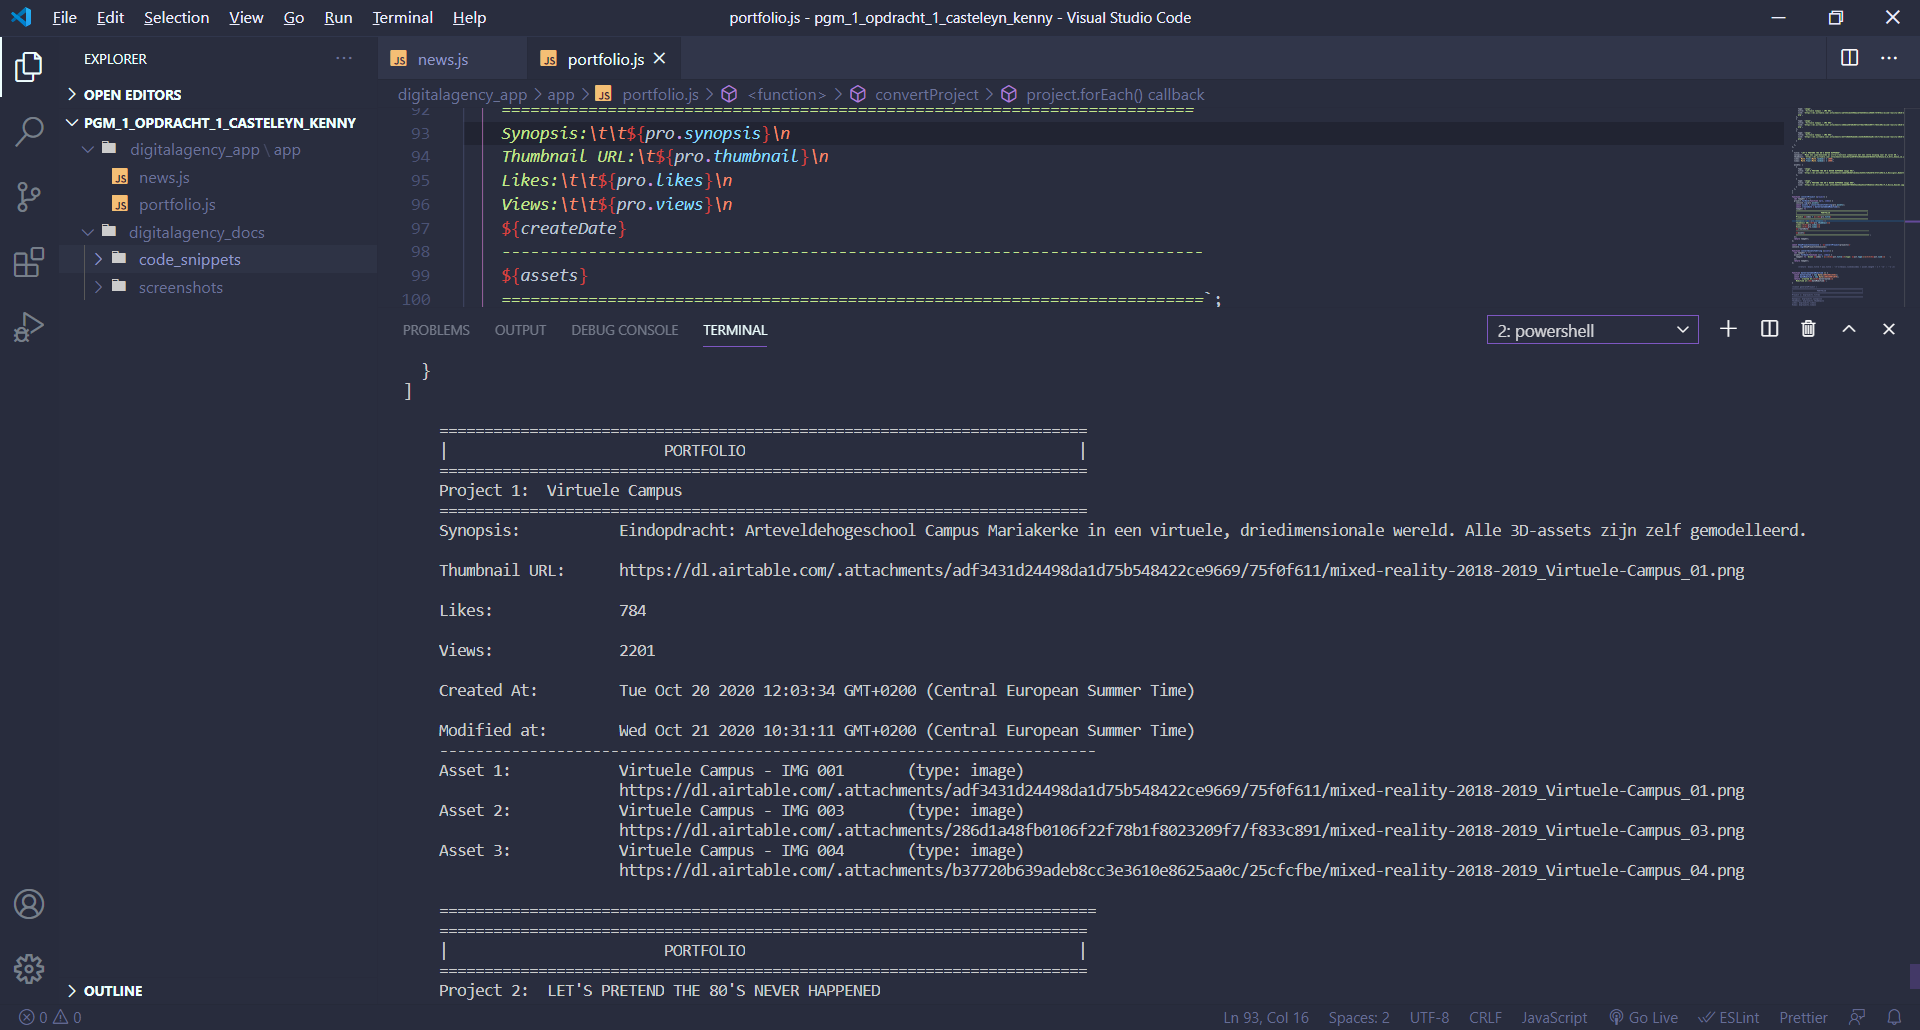 File Edit Selection View Go Run Terminal Help
portfolio.js - pgm_1_opdracht_1_casteleyn_kenny - Visual Studio Code
EXPLORER
OPEN EDITORS
PGM_1_OPDRACHT_1_CASTELEYN_KENNY
digitalagency_app \ app
JS news.js
JS portfolio.js
digitalagency_docs
code_snippets
screenshots
OUTLINE
JS news.js
JS portfolio.js
digitalagency_app > app > JS portfolio.js > <function> > convertProject > project.forEach() callback
92 ========================================================================
93 Synopsis:\t\t${pro.synopsis}\n
94 Thumbnail URL:\t${pro.thumbnail}\n
95 Likes:\t\t${pro.likes}\n
96 Views:\t\t${pro.views}\n
97 ${createDate}
98 -------------------------------------------------------------------------
99 ${assets}
100 =========================================================================`;
PROBLEMS OUTPUT DEBUG CONSOLE TERMINAL
2: powershell
}
]
========================================================================
| PORTFOLIO |
========================================================================
Project 1: Virtuele Campus
========================================================================
Synopsis: Eindopdracht: Arteveldehogeschool Campus Mariakerke in een virtuele, driedimensionale wereld. Alle 3D-assets zijn zelf gemodelleerd.
Thumbnail URL: https://dl.airtable.com/.attachments/adf3431d24498da1d75b548422ce9669/75f0f611/mixed-reality-2018-2019_Virtuele-Campus_01.png
Likes: 784
Views: 2201
Created At: Tue Oct 20 2020 12:03:34 GMT+0200 (Central European Summer Time)
Modified at: Wed Oct 21 2020 10:31:11 GMT+0200 (Central European Summer Time)
-------------------------------------------------------------------------
Asset 1: Virtuele Campus - IMG 001 (type: image)
https://dl.airtable.com/.attachments/adf3431d24498da1d75b548422ce9669/75f0f611/mixed-reality-2018-2019_Virtuele-Campus_01.png
Asset 2: Virtuele Campus - IMG 003 (type: image)
https://dl.airtable.com/.attachments/286d1a48fb0106f22f78b1f8023209f7/f833c891/mixed-reality-2018-2019_Virtuele-Campus_03.png
Asset 3: Virtuele Campus - IMG 004 (type: image)
https://dl.airtable.com/.attachments/b37720b639adeb8cc3e3610e8625aa0c/25cfcfbe/mixed-reality-2018-2019_Virtuele-Campus_04.png
=========================================================================
========================================================================
| PORTFOLIO |
========================================================================
Project 2: LET'S PRETEND THE 80'S NEVER HAPPENED
0 0
Ln 93, Col 16 Spaces: 2 UTF-8 CRLF JavaScript Go Live ESLint Prettier